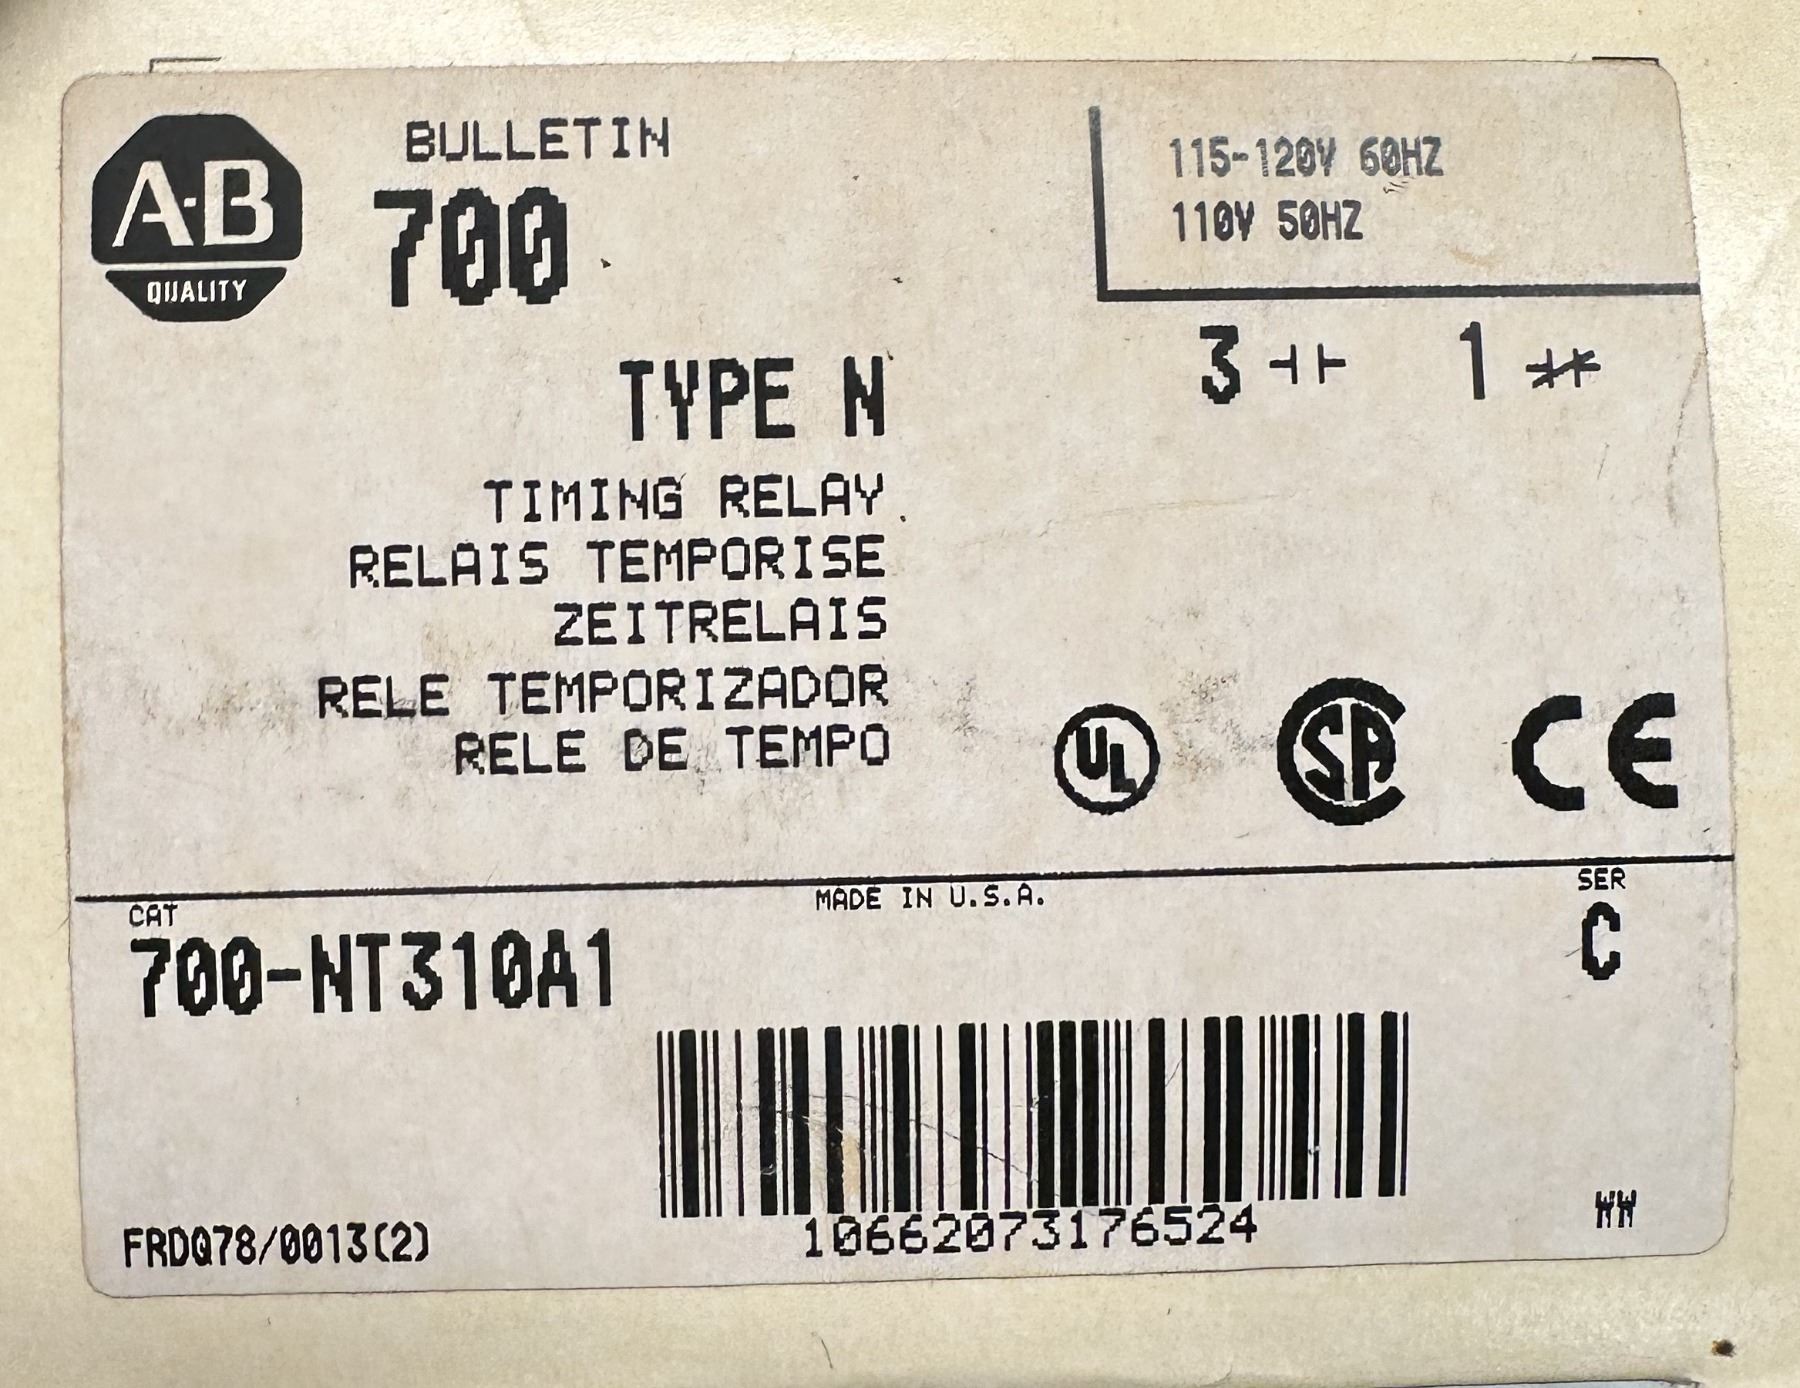 A-B
QUALITY
BULLETIN
700
115-120V 60HZ
110V 50HZ
3 1
TYPE N
TIMING RELAY
RELAIS TEMPORISE
ZEITRELAIS
RELE TEMPORIZADOR
RELE DE TEMPO
UL SA CE
MADE IN U.S.A.
CAT
700-NT310A1
SER
C
10662073176524
FRDQ78/0013(2)
WW